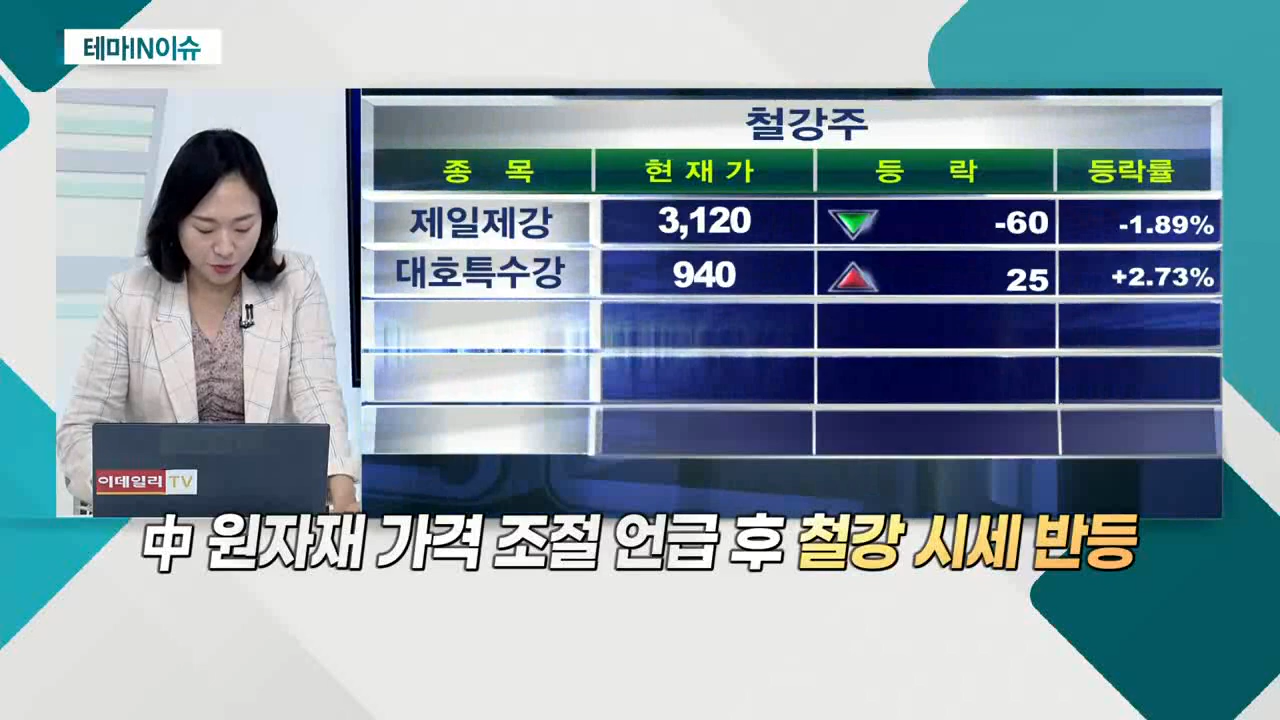 테마IN이슈
철강주
종 목 현 재 가 등 락 등락률
제일제강 3,120 -60 -1.89%
대호특수강 940 25 +2.73%
이데일리 TV
中 원자재 가격 조절 언급 후 철강 시세 반등